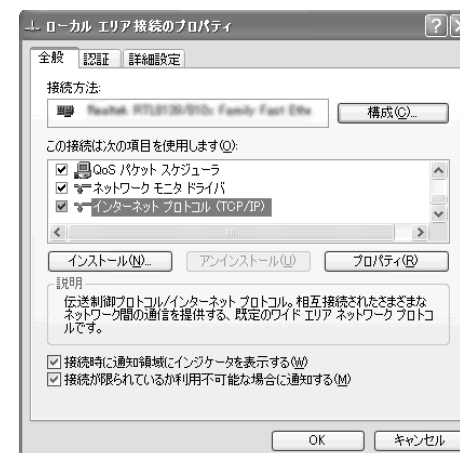 ローカル エリア接続のプロパティ
全般 認証 詳細設定
接続方法:
構成(C)...
この接続は次の項目を使用します(O):
QoS パケット スケジューラ
ネットワーク モニタ ドライバ
インターネット プロトコル (TCP/IP)
インストール(N)... アンインストール(U) プロパティ(R)
説明
伝送制御プロトコル/インターネット プロトコル。相互接続されたさまざまな
ネットワーク間の通信を提供する、既定のワイド エリア ネットワーク プロトコ
ルです。
接続時に通知領域にインジケータを表示する(W)
接続が限られているか利用不可能な場合に通知する(M)
OK キャンセル